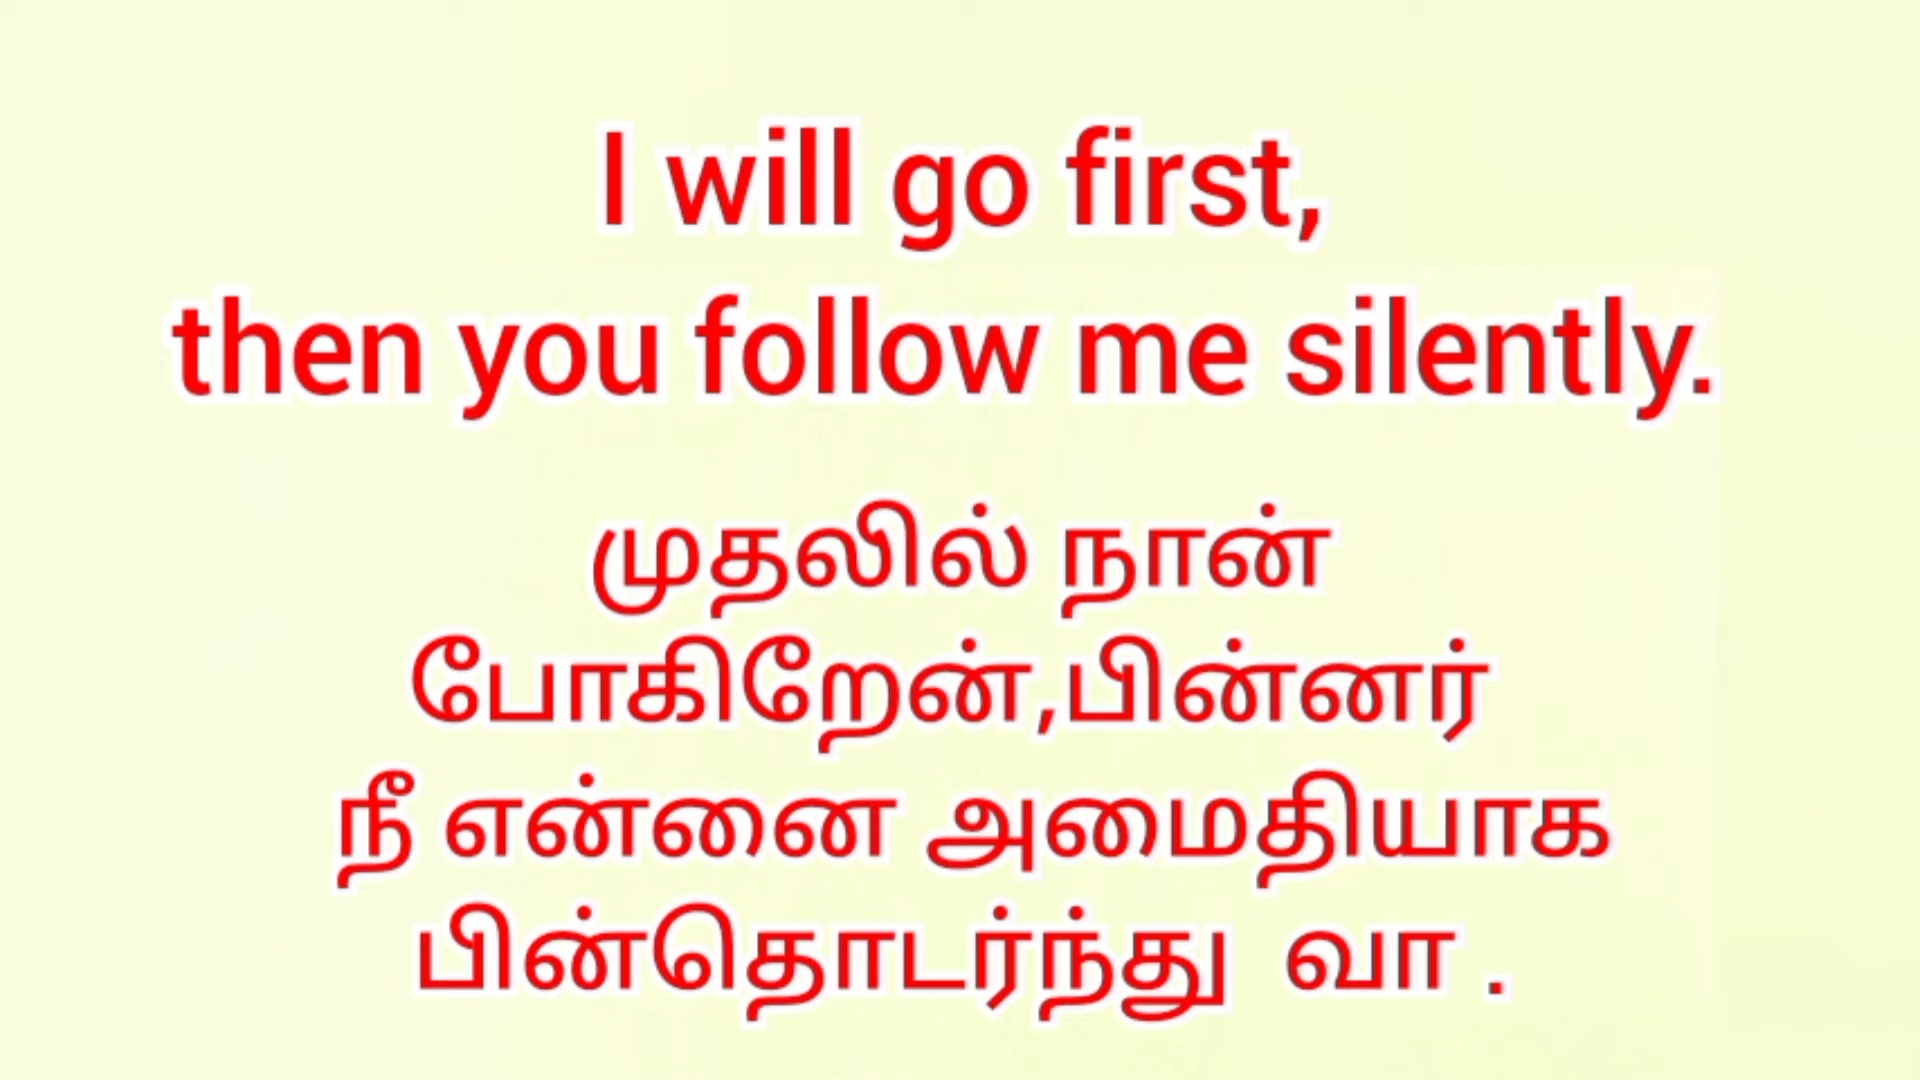 I will go first,
then you follow me silently.
முதலில் நான்
போகிறேன்,பின்னர்
நீ என்னை அமைதியாக
பின்தொடர்ந்து வா .